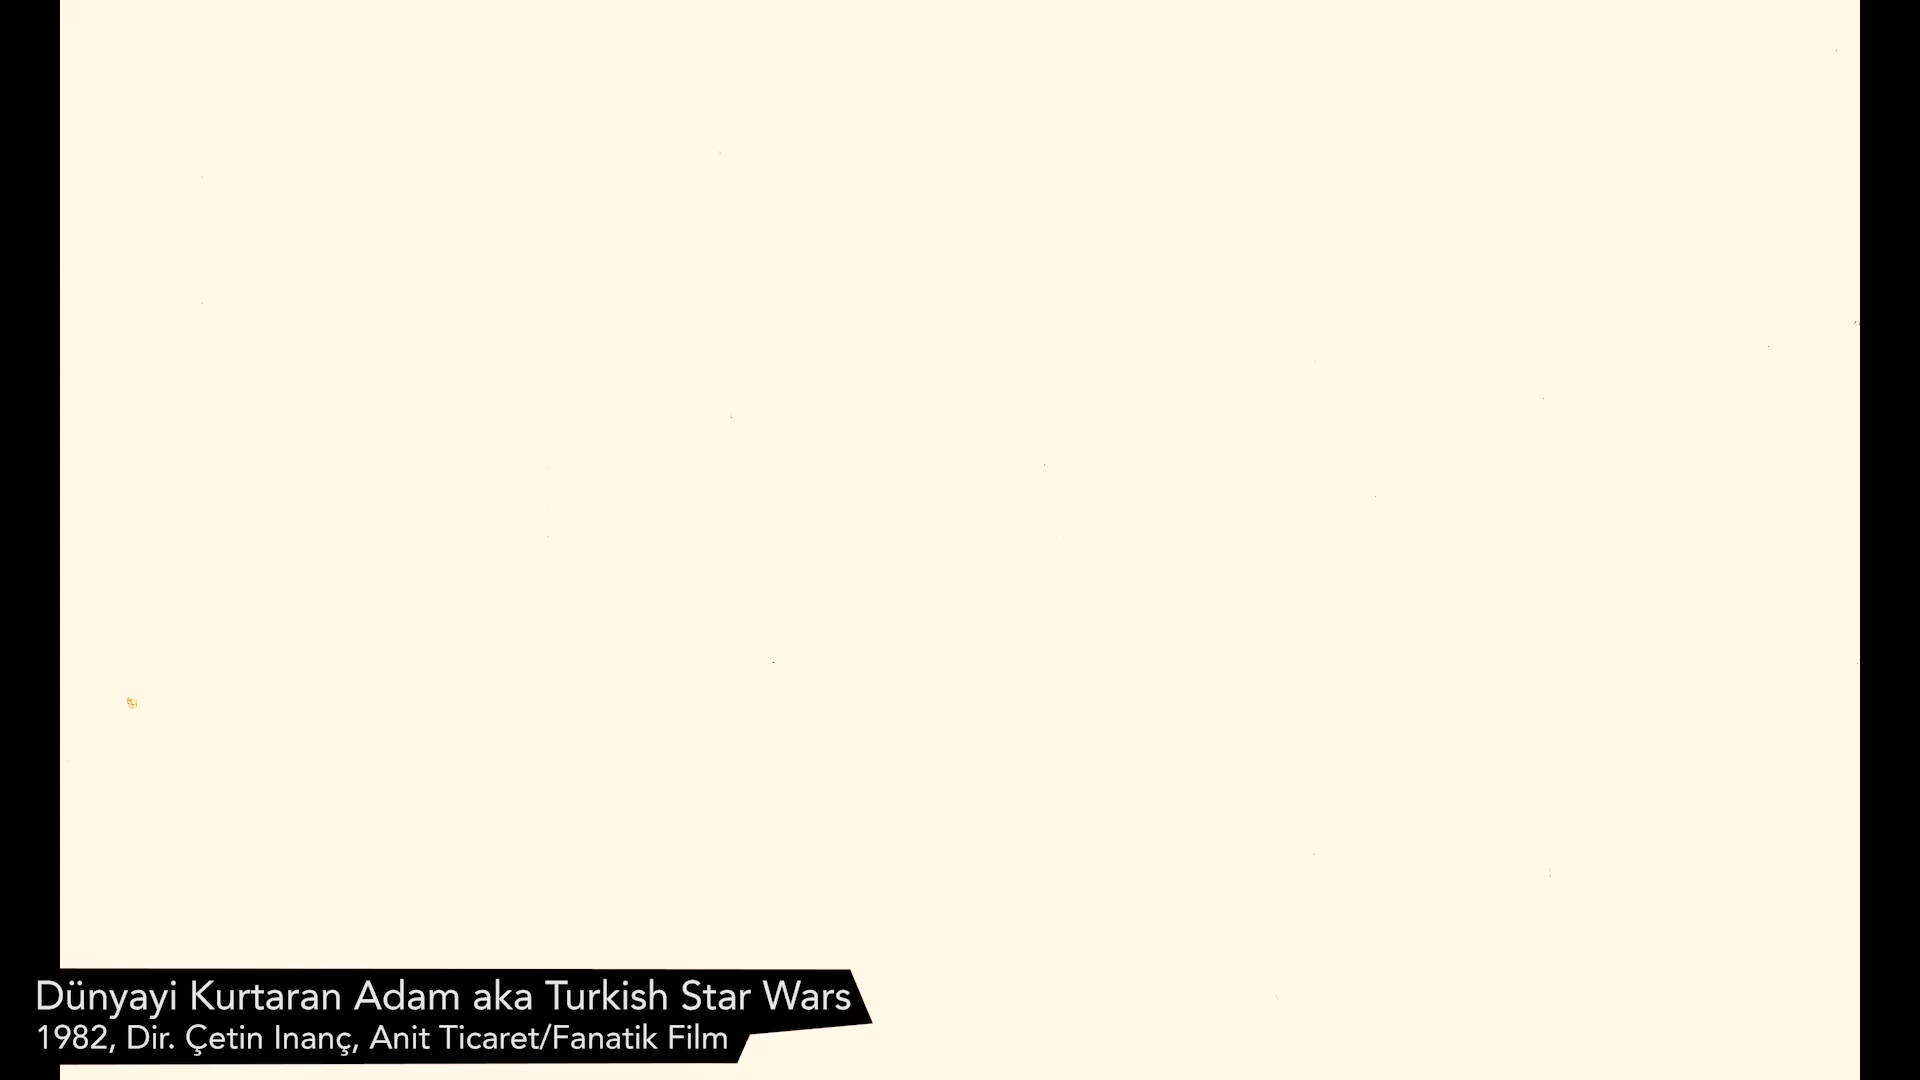 Dünyayi Kurtaran Adam aka Turkish Star Wars
1982, Dir. Çetin Inanç, Anit Ticaret/Fanatik Film